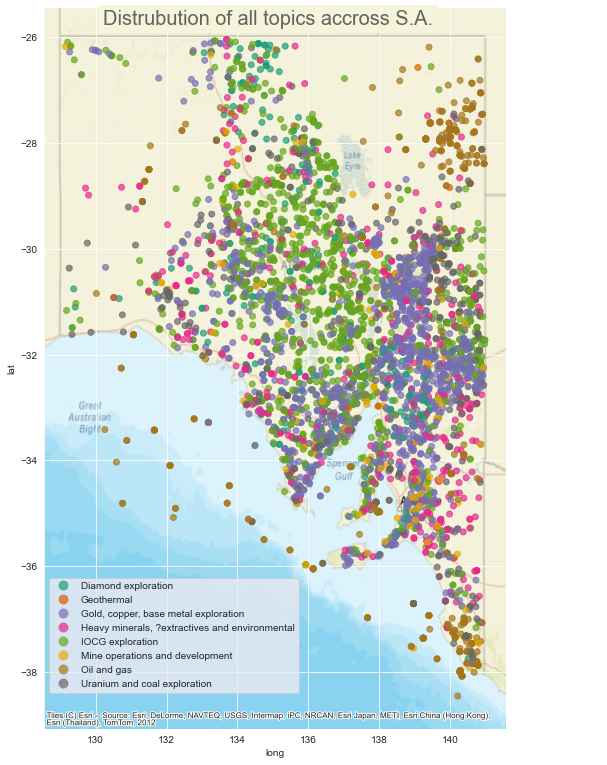 Distrubution of all topics accross S.A.
−26
−28
−30
−32
−34
−36
−38
lat
Lake
Eyre
Great
Australian
Bight
Gulf
Diamond exploration
Geothermal
Gold, copper, base metal exploration
Heavy minerals, ?extractives and environmental
IOCG exploration
Mine operations and development
Oil and gas
Uranium and coal exploration
Tiles (C) Esri -- Source: Esri, DeLorme, NAVTEQ, USGS, Intermap, iPC, NRCAN, Esri Japan, METI, Esri China (Hong Kong),
Esri (Thailand), TomTom, 2012
130
132
134
136
138
140
long